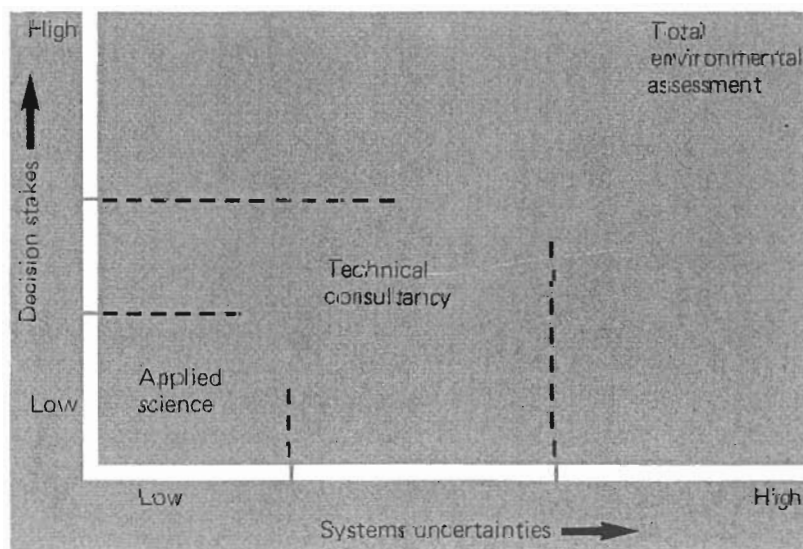 High
Total
environmental
assessment
Decision stakes
Technical
consultancy
Applied
science
Low
Low
High
Systems uncertainties